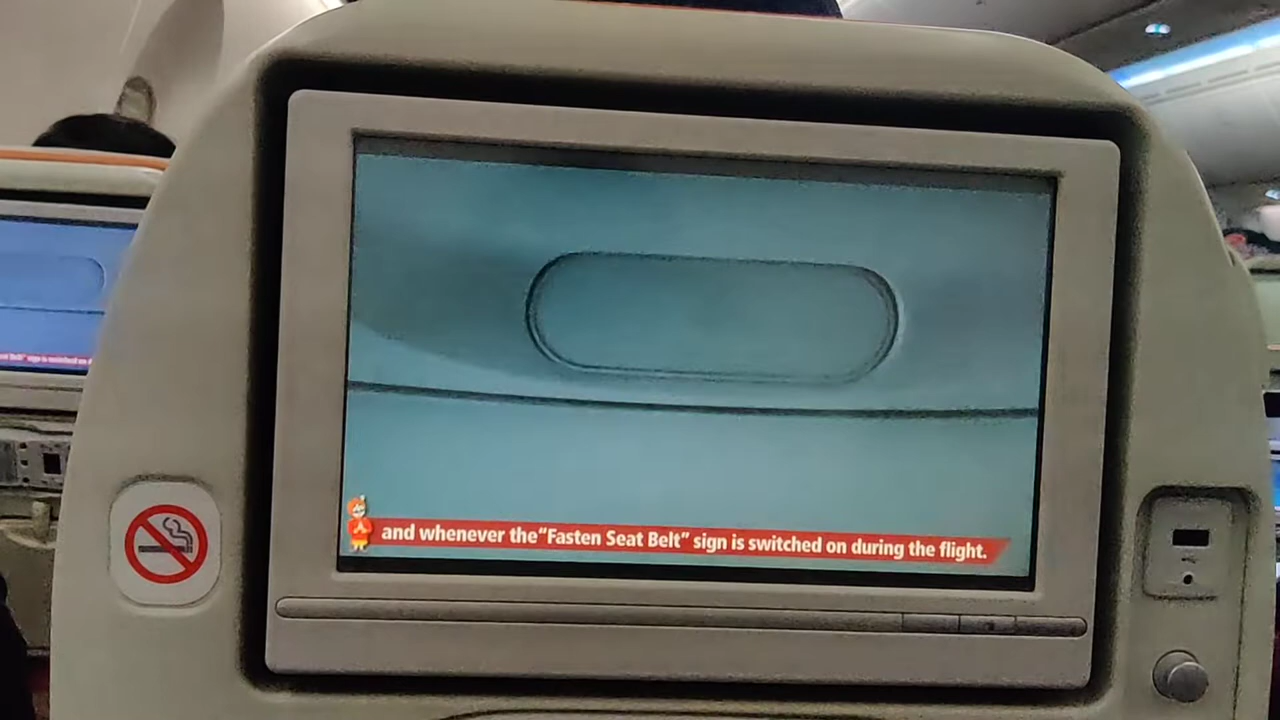 and whenever the“Fasten Seat Belt” sign is switched on during the flight.